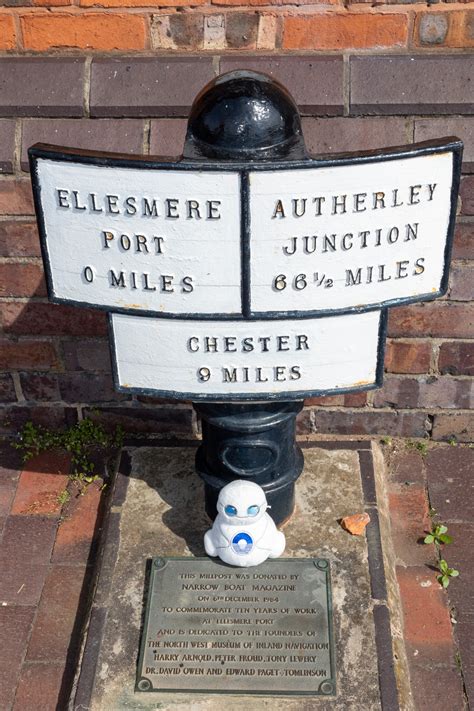 ELLESMERE
PORT
0 MILES
AUTHERLEY
JUNCTION
66½ MILES
CHESTER
9 MILES
THIS MILEPOST WAS DONATED BY
NARROW BOAT MAGAZINE
ON 6TH DECEMBER 1984
TO COMMEMORATE TEN YEARS OF WORK
AT ELLESMERE PORT
AND IS DEDICATED TO THE FOUNDERS OF
THE NORTH WEST MUSEUM OF INLAND NAVIGATION
HARRY ARNOLD, PETER FROUD, TONY LEWERY
DR. DAVID OWEN AND EDWARD PAGET-TOMLINSON